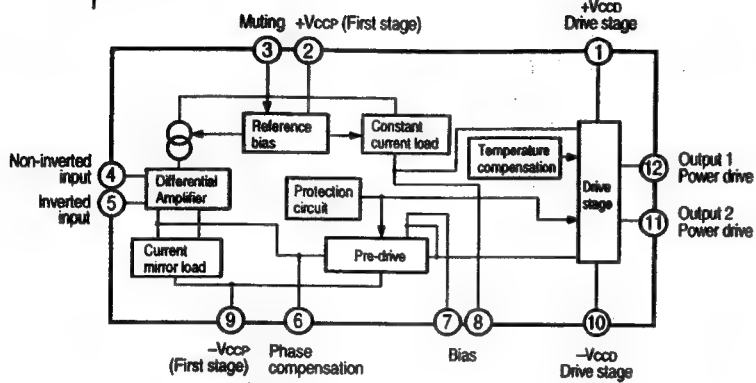 Muting
+VCCP (First stage)
+VCCD
Drive stage
3
2
1
Reference
bias
Constant
current load
Temperature
compensation
Non-inverted
input
4
Inverted
input
5
Differential
Amplifier
Protection
circuit
Drive
stage
12
Output 1
Power drive
11
Output 2
Power drive
Current
mirror load
Pre-drive
9
6
7
8
10
–VCCP
(First stage)
Phase
compensation
Bias
–VCCD
Drive stage